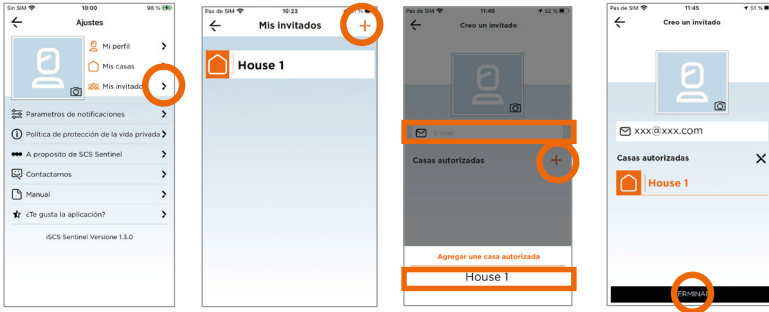 Sin SIM 10:00 98 %
Ajustes
Mi perfil
Mis casas
Mis invitado
Parametros de notificaciones
Política de protección de la vida privada
A proposito de SCS Sentinel
Contactarnos
Manual
¿Te gusta la aplicación?
iSCS Sentinel Versione 1.3.0
Pas de SIM 10:23 %
Mis invitados
House 1
Pas de SIM 11:40 52 %
Creo un invitado
E-mail
Casas autorizadas
Agregar une casa autorizada
House 1
Pas de SIM 11:45 51 %
Creo un invitado
xxx@xxx.com
Casas autorizadas
House 1
TERMINAR